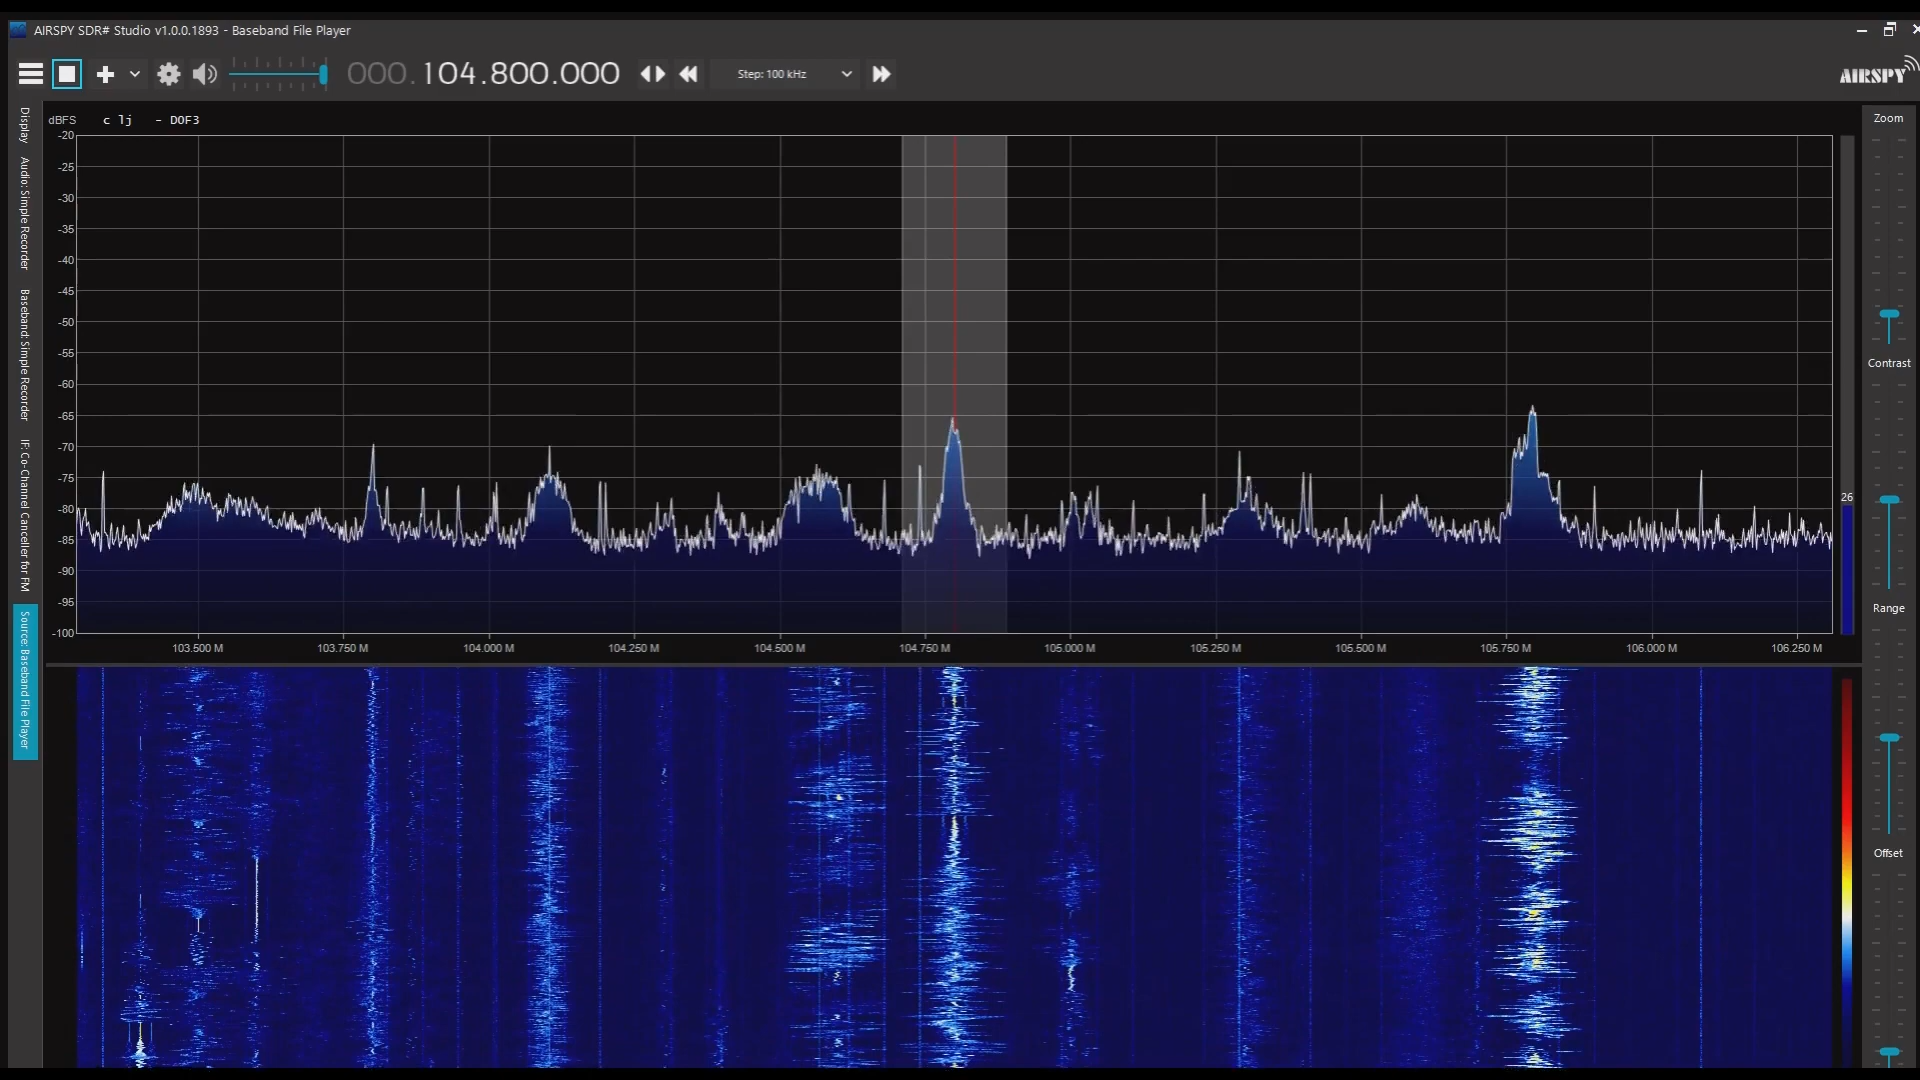 AIRSPY SDR# Studio v1.0.0.1893 - Baseband File Player
000.104.800.000
Step: 100 kHz
AIRSPY
Display
Audio: Simple Recorder
Baseband: Simple Recorder
IF: Co-Channel Canceller for FM
Source: Baseband File Player
dBFS c lj - D0F3
-20
-25
-30
-35
-40
-45
-50
-55
-60
-65
-70
-75
-80
-85
-90
-95
-100
103.500 M 103.750 M 104.000 M 104.250 M 104.500 M 104.750 M 105.000 M 105.250 M 105.500 M 105.750 M 106.000 M 106.250 M
26
Zoom
Contrast
Range
Offset